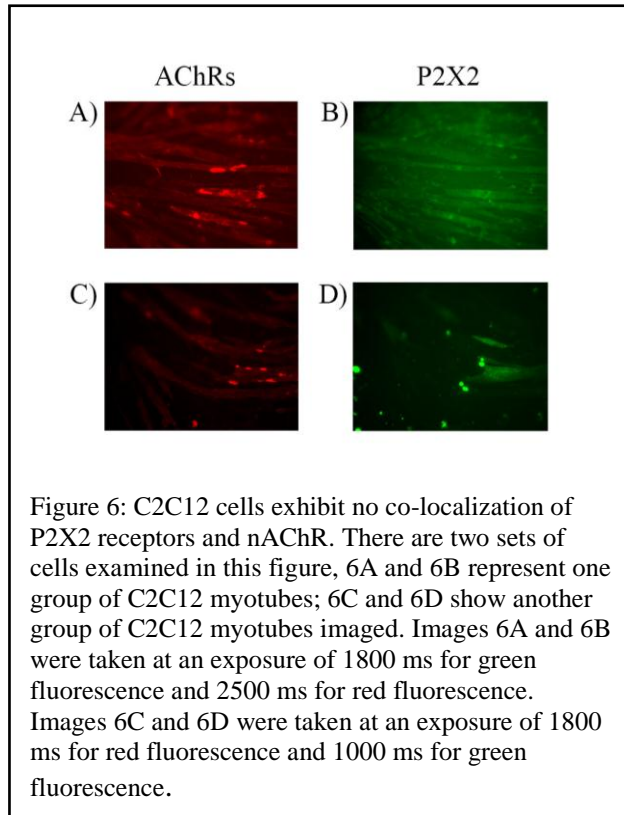 AChRs P2X2
A) B)
C) D)
Figure 6: C2C12 cells exhibit no co-localization of
P2X2 receptors and nAChR. There are two sets of
cells examined in this figure, 6A and 6B represent one
group of C2C12 myotubes; 6C and 6D show another
group of C2C12 myotubes imaged. Images 6A and 6B
were taken at an exposure of 1800 ms for green
fluorescence and 2500 ms for red fluorescence.
Images 6C and 6D were taken at an exposure of 1800
ms for red fluorescence and 1000 ms for green
fluorescence.